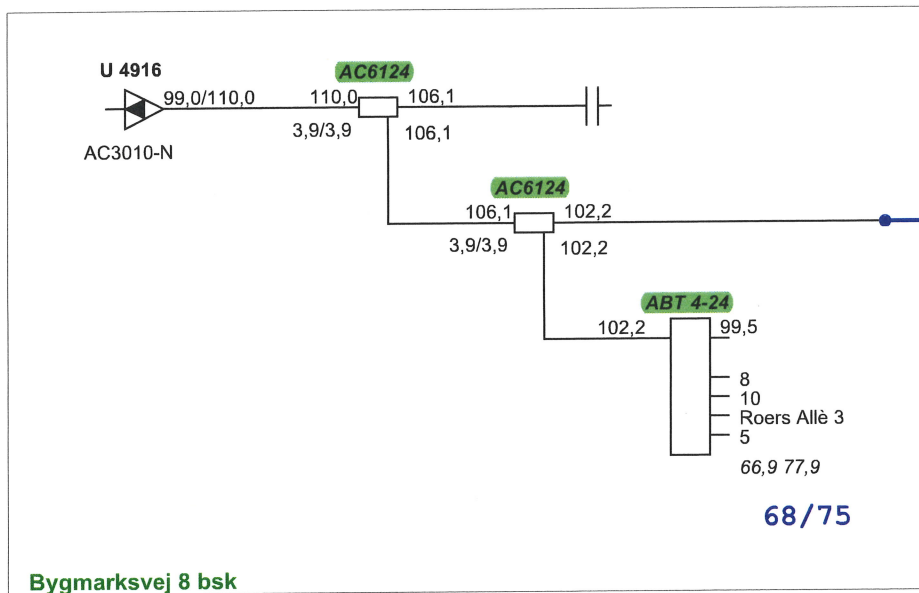 U 4916
AC6124
99,0/110,0
110,0
106,1
3,9/3,9
106,1
AC3010-N
AC6124
106,1
102,2
3,9/3,9
102,2
ABT 4-24
102,2
99,5
8
10
Roers Allè 3
5
66,9 77,9
68/75
Bygmarksvej 8 bsk